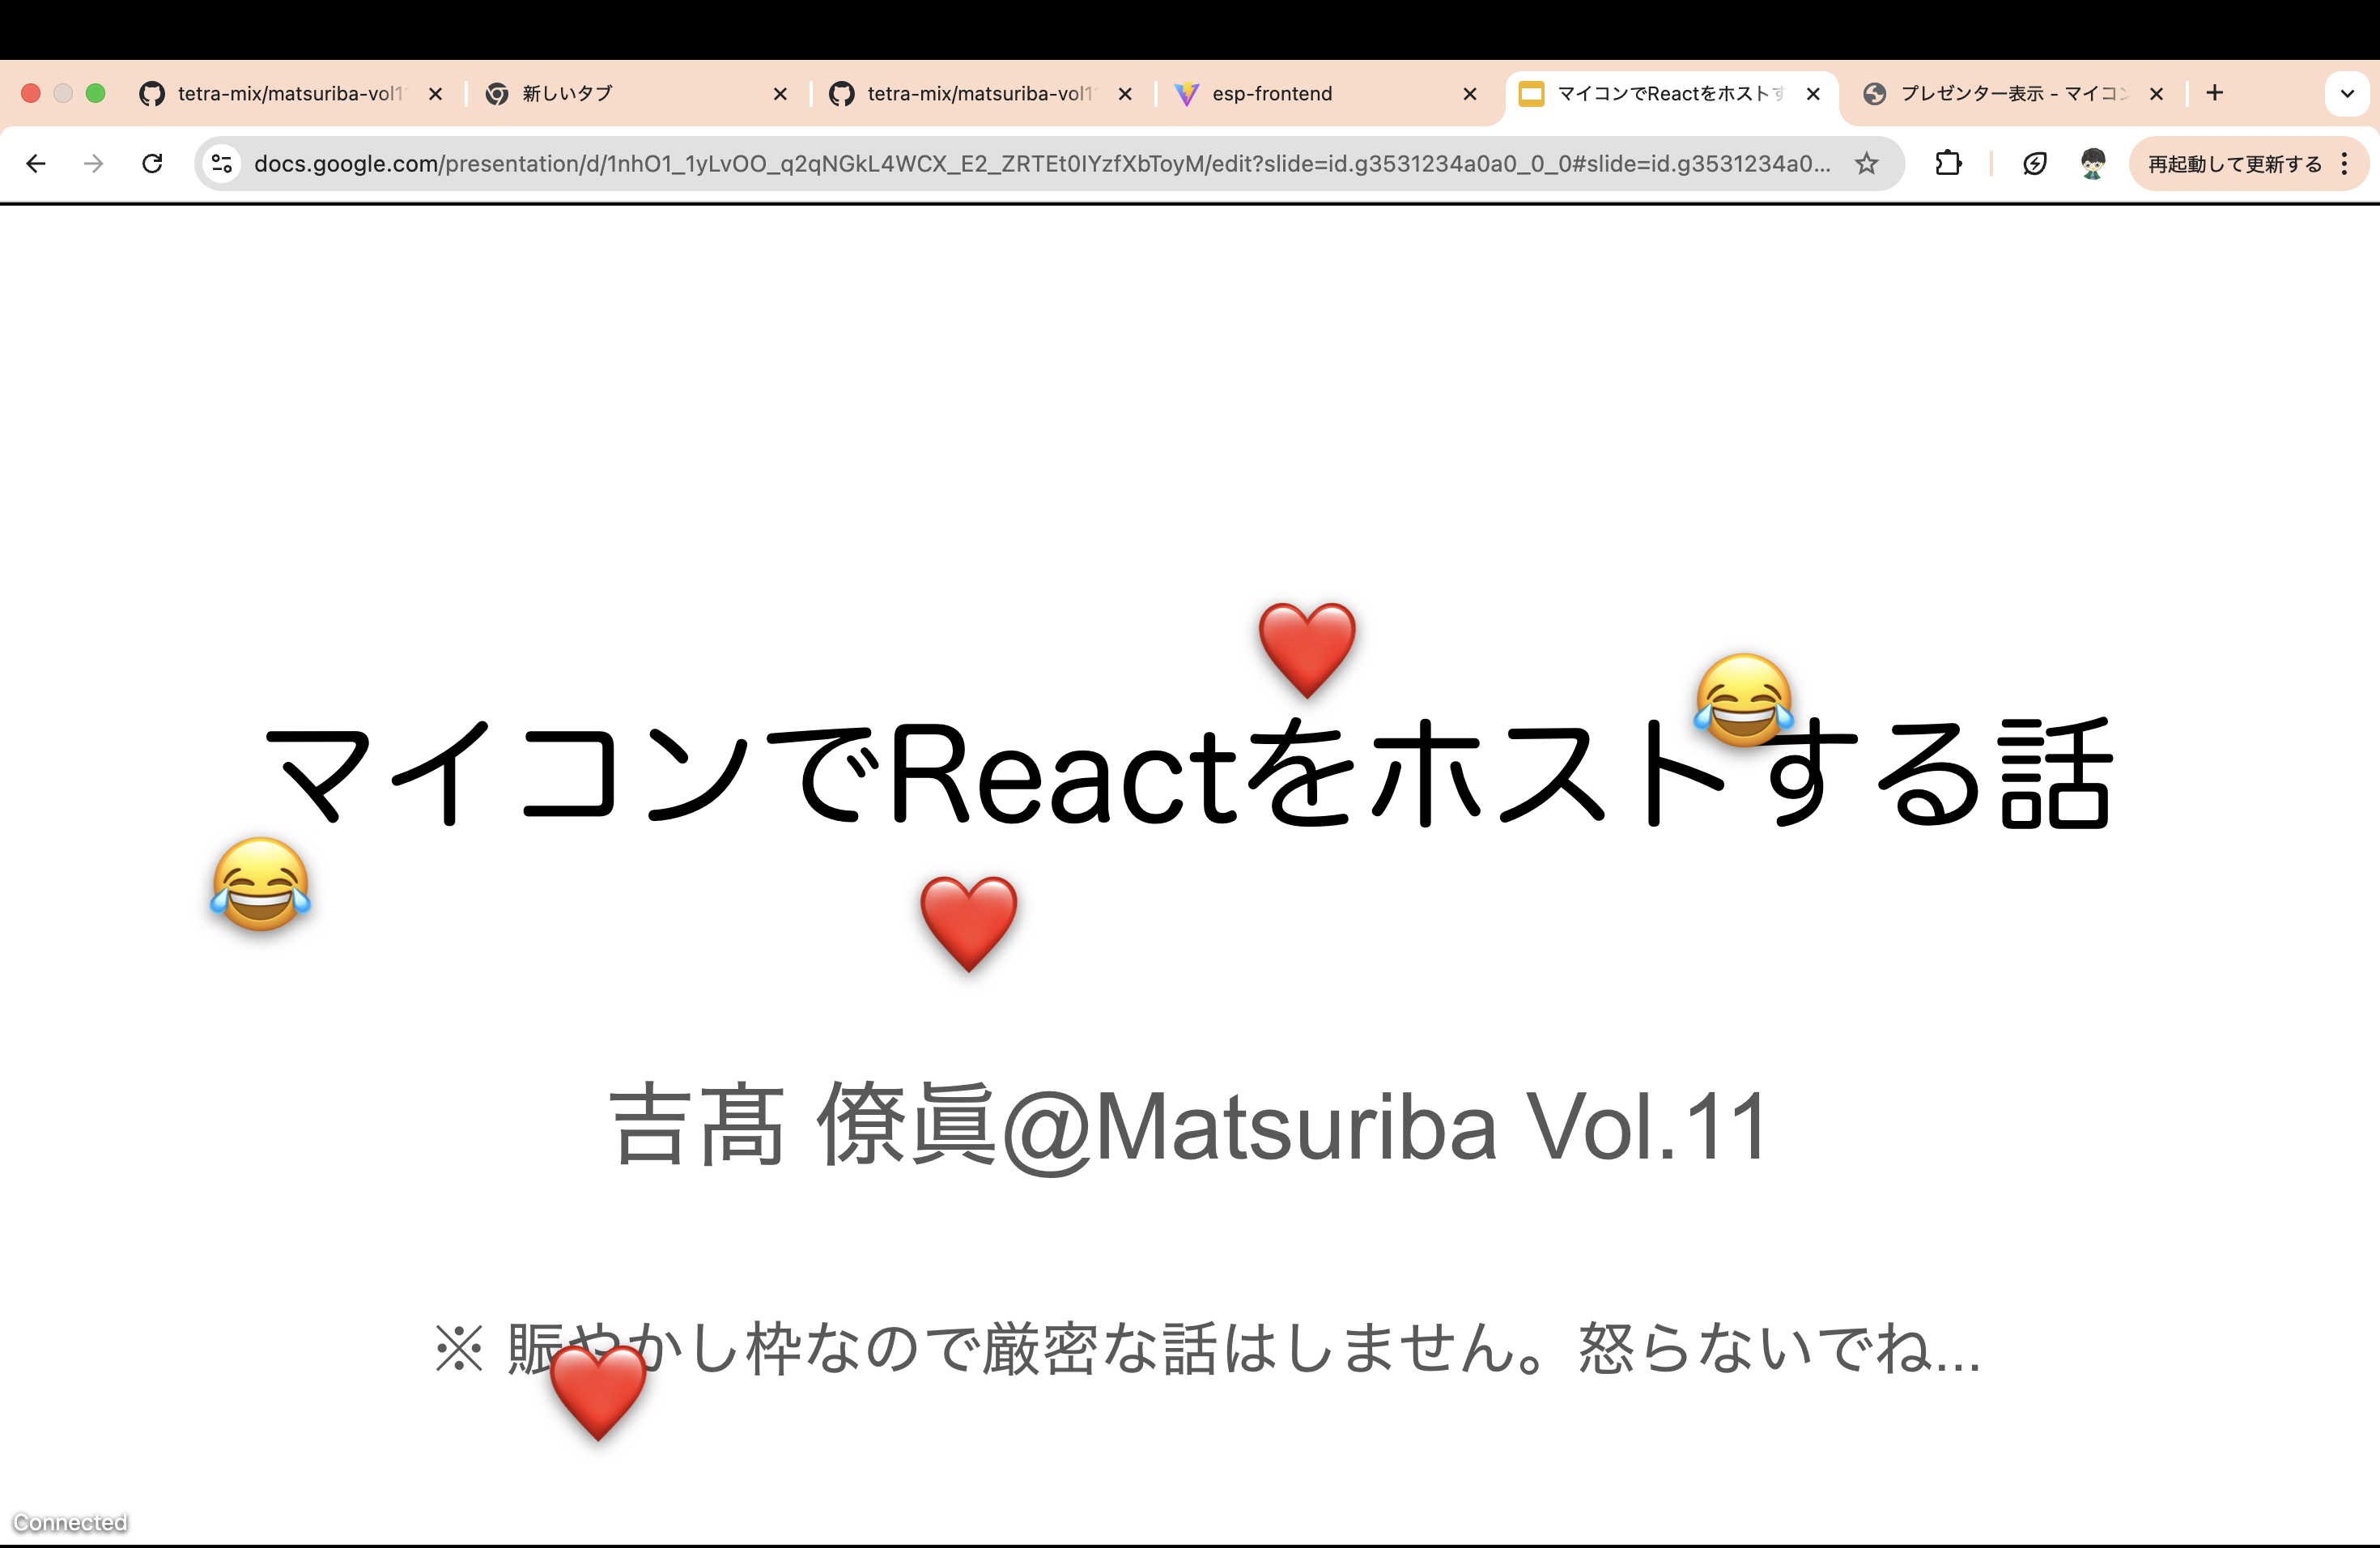 tetra-mix/matsuriba-vol1
新しいタブ
tetra-mix/matsuriba-vol1
esp-frontend
マイコンでReactをホストす
プレゼンター表示 - マイコン
docs.google.com/presentation/d/1nhO1_1yLvOO_q2qNGkL4WCX_E2_ZRTEt0IYzfXbToyM/edit?slide=id.g3531234a0a0_0_0#slide=id.g3531234a0...
再起動して更新する
マイコンでReactをホストする話
吉髙 僚眞@Matsuriba Vol.11
※ 賑やかし枠なので厳密な話はしません。怒らないでね...
Connected